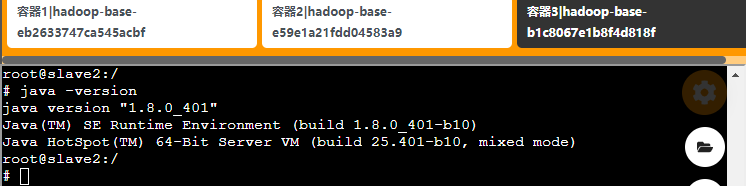 容器1|hadoop-base-
eb2633747ca545acbf
容器2|hadoop-base-
e59e1a21fdd04583a9
容器3|hadoop-base-
b1c8067e1b8f4d818f
root@slave2:/
# java -version
java version "1.8.0_401"
Java(TM) SE Runtime Environment (build 1.8.0_401-b10)
Java HotSpot(TM) 64-Bit Server VM (build 25.401-b10, mixed mode)
root@slave2:/
#